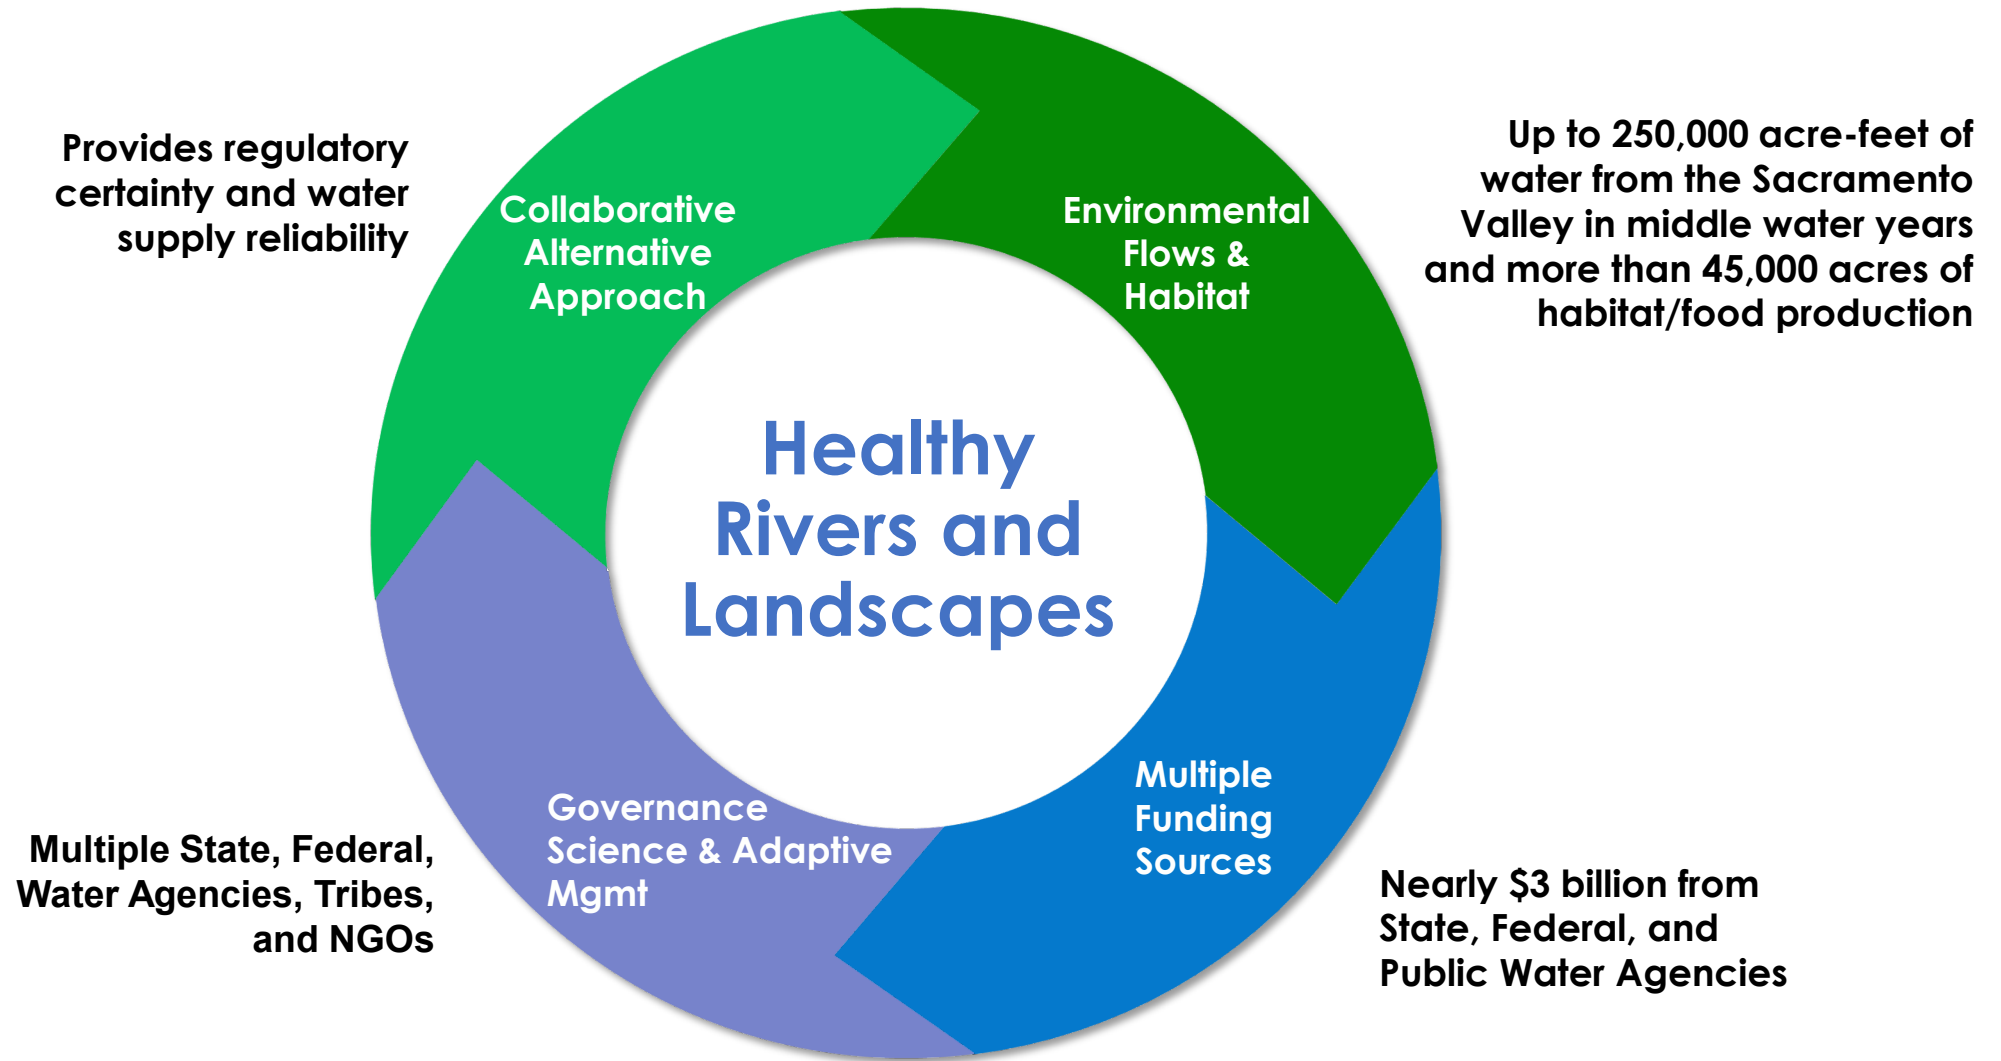 Provides regulatory
certainty and water
supply reliability
Collaborative
Alternative
Approach
Environmental
Flows &
Habitat
Up to 250,000 acre-feet of
water from the Sacramento
Valley in middle water years
and more than 45,000 acres of
habitat/food production
Healthy
Rivers and
Landscapes
Multiple State, Federal,
Water Agencies, Tribes,
and NGOs
Governance
Science & Adaptive
Mgmt
Multiple
Funding
Sources
Nearly $3 billion from
State, Federal, and
Public Water Agencies